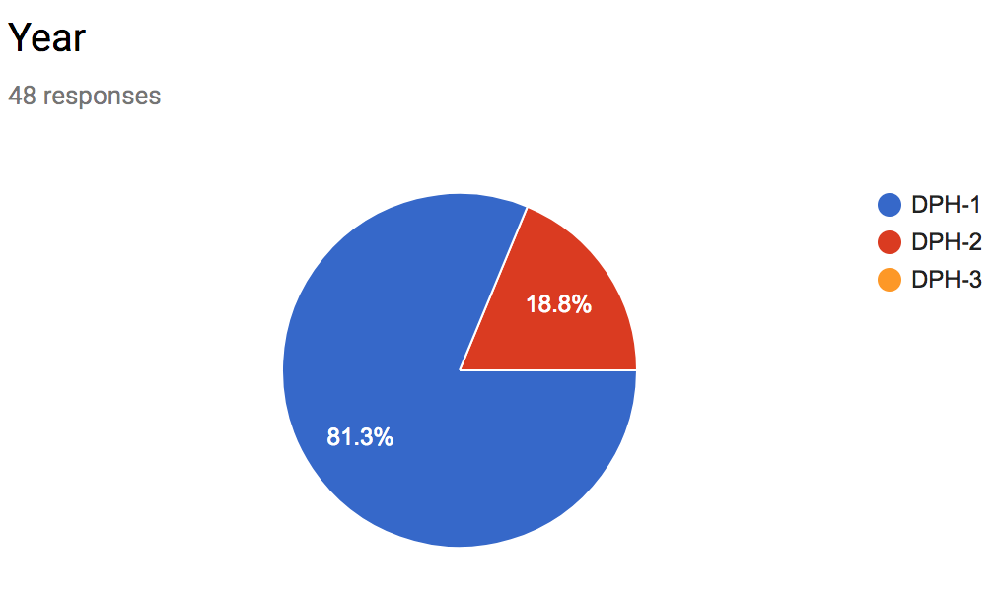 Year
48 responses
DPH-1
DPH-2
DPH-3
18.8%
81.3%